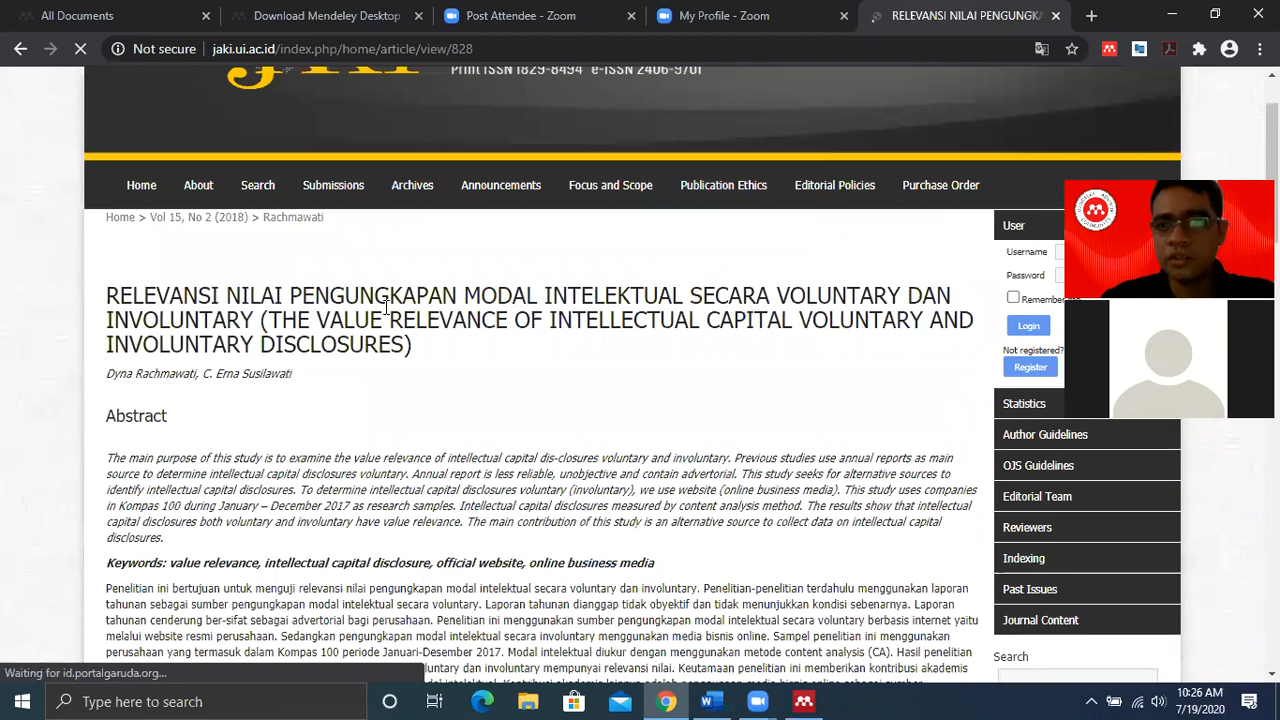 All Documents
Download Mendeley Desktop
Post Attendee - Zoom
My Profile - Zoom
RELEVANSI NILAI PENGUNGKA
Not secure jaki.ui.ac.id/index.php/home/article/view/828
Print ISSN 1829-8494 e-ISSN 2406-9701
Home About Search Submissions Archives Announcements Focus and Scope Publication Ethics Editorial Policies Purchase Order
Home > Vol 15, No 2 (2018) > Rachmawati
RELEVANSI NILAI PENGUNGKAPAN MODAL INTELEKTUAL SECARA VOLUNTARY DAN
INVOLUNTARY (THE VALUE RELEVANCE OF INTELLECTUAL CAPITAL VOLUNTARY AND
INVOLUNTARY DISCLOSURES)
Dyna Rachmawati, C. Erna Susilawati
Abstract
The main purpose of this study is to examine the value relevance of intellectual capital dis-closures voluntary and involuntary. Previous studies use annual reports as main
source to determine intellectual capital disclosures voluntary. Annual report is less reliable, unobjective and contain advertorial. This study seeks for alternative sources to
identify intellectual capital disclosures. To determine intellectual capital disclosures voluntary (involuntary), we use website (online business media). This study uses companies
in Kompas 100 during January – December 2017 as research samples. Intellectual capital disclosures measured by content analysis method. The results show that intellectual
capital disclosures both voluntary and involuntary have value relevance. The main contribution of this study is an alternative source to collect data on intellectual capital
disclosures.
Keywords: value relevance, intellectual capital disclosure, official website, online business media
Penelitian ini bertujuan untuk menguji relevansi nilai pengungkapan modal intelektual secara voluntary dan involuntary. Penelitian-penelitian terdahulu menggunakan laporan
tahunan sebagai sumber pengungkapan modal intelektual secara voluntary. Laporan tahunan dianggap tidak obyektif dan tidak menunjukkan kondisi sebenarnya. Laporan
tahunan cenderung ber-sifat sebagai advertorial bagi perusahaan. Penelitian ini menggunakan sumber pengungkapan modal intelektual secara voluntary berbasis internet yaitu
melalui website resmi perusahaan. Sedangkan pengungkapan modal intelektual secara involuntary menggunakan media bisnis online. Sampel penelitian ini menggunakan
perusahaan yang termasuk dalam Kompas 100 periode Januari-Desember 2017. Modal intelektual diukur dengan menggunakan metode content analysis (CA). Hasil penelitian
voluntary dan involuntary mempunyai relevansi nilai. Keutamaan penelitian ini memberikan kontribusi akademis
User
Username
Password
Remember me
Login
Not registered?
Register
Statistics
Author Guidelines
OJS Guidelines
Editorial Team
Reviewers
Indexing
Past Issues
Journal Content
Search
Waiting for id.portalgaruda.org...
Type here to search
10:26 AM
7/19/2020